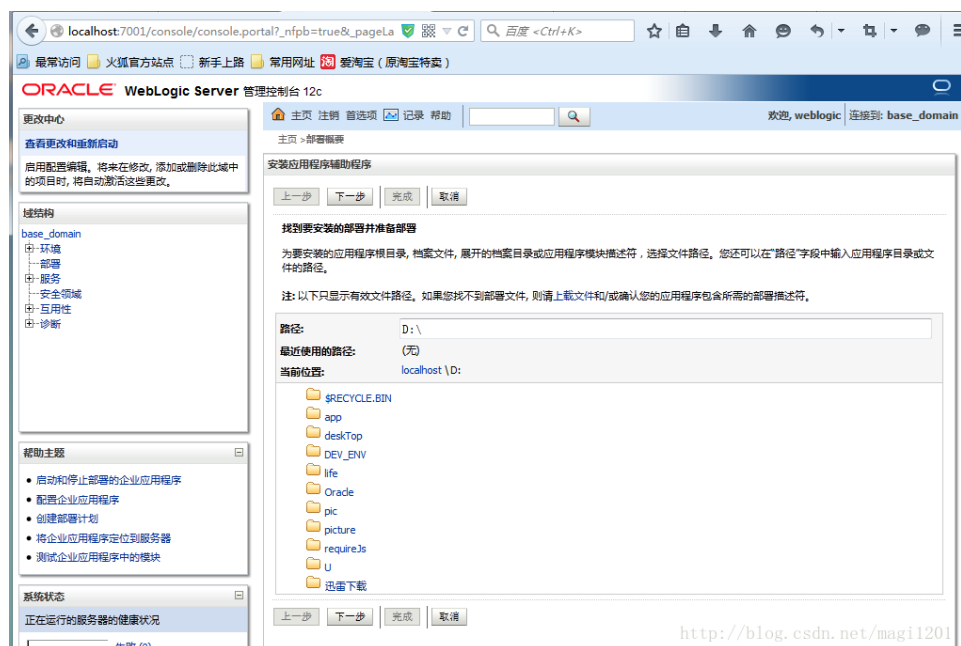 localhost:7001/console/console.portal?_nfpb=true&_pageLa
百度 <Ctrl+K>
最常访问 火狐官方站点 新手上路 常用网址 爱淘宝（原淘宝特卖）
ORACLE WebLogic Server 管理控制台 12c
更改中心
查看更改和重新启动
启用配置编辑。将来在修改, 添加或删除此域中
的项目时, 将自动激活这些更改。
域结构
base_domain
环境
部署
服务
安全领域
互用性
诊断
帮助主题
启动和停止部署的企业应用程序
配置企业应用程序
创建部署计划
将企业应用程序定位到服务器
测试企业应用程序中的模块
系统状态
正在运行的服务器的健康状况
主页 注销 首选项 记录 帮助
欢迎, weblogic 连接到: base_domain
主页 >部署概要
安装应用程序辅助程序
上一步 下一步 完成 取消
找到要安装的部署并准备部署
为要安装的应用程序根目录, 档案文件, 展开的档案目录或应用程序模块描述符，选择文件路径。您还可以在"路径"字段中输入应用程序目录或文
件的路径。
注: 以下只显示有效文件路径。如果您找不到部署文件, 则请上载文件和/或确认您的应用程序包含所需的部署描述符。
路径: D:\
最近使用的路径: (无)
当前位置: localhost \D:
$RECYCLE.BIN
app
deskTop
DEV_ENV
life
Oracle
pic
picture
requireJs
U
迅雷下载
上一步 下一步 完成 取消
http://blog.csdn.net/magi1201